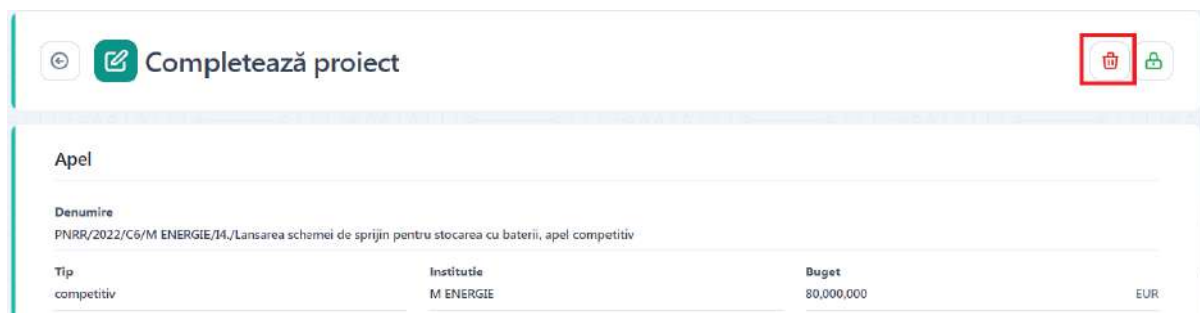 Completează proiect
Apel
Denumire
PNRR/2022/C6/M ENERGIE/I4./Lansarea schemei de sprijin pentru stocarea cu baterii, apel competitiv
Tip Institutie Buget
competitiv M ENERGIE 80,000,000 EUR